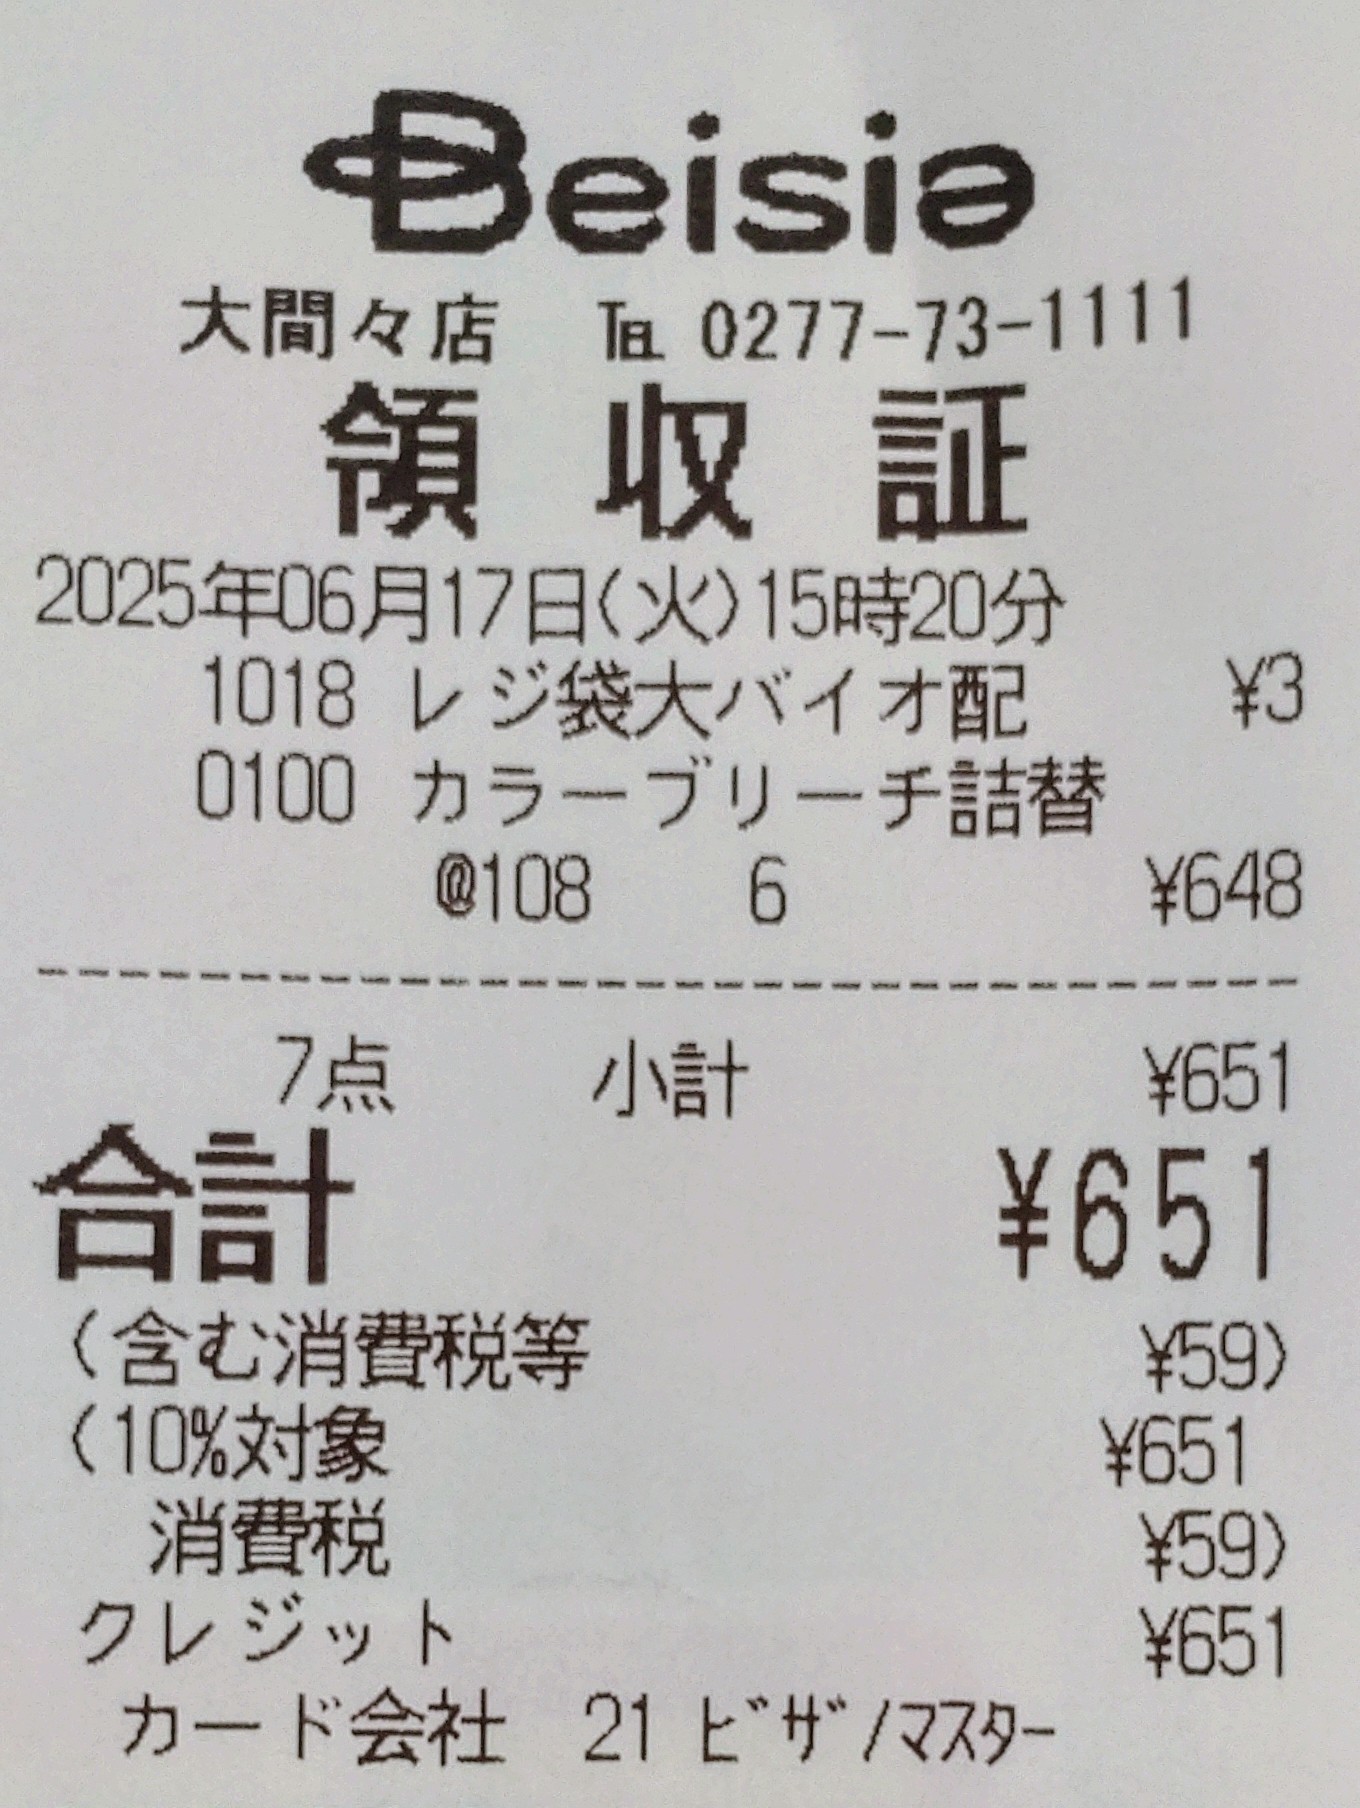 Beisia
大間々店 ℡ 0277-73-1111
領収証
2025年06月17日(火)15時20分
1018 レジ袋大バイオ配 ¥3
0100 カラーブリーチ詰替
@108 6 ¥648
7点 小計 ¥651
合計 ¥651
(含む消費税等 ¥59)
(10%対象 ¥651
消費税 ¥59)
クレジット ¥651
カード会社 21 ビザ/マスター